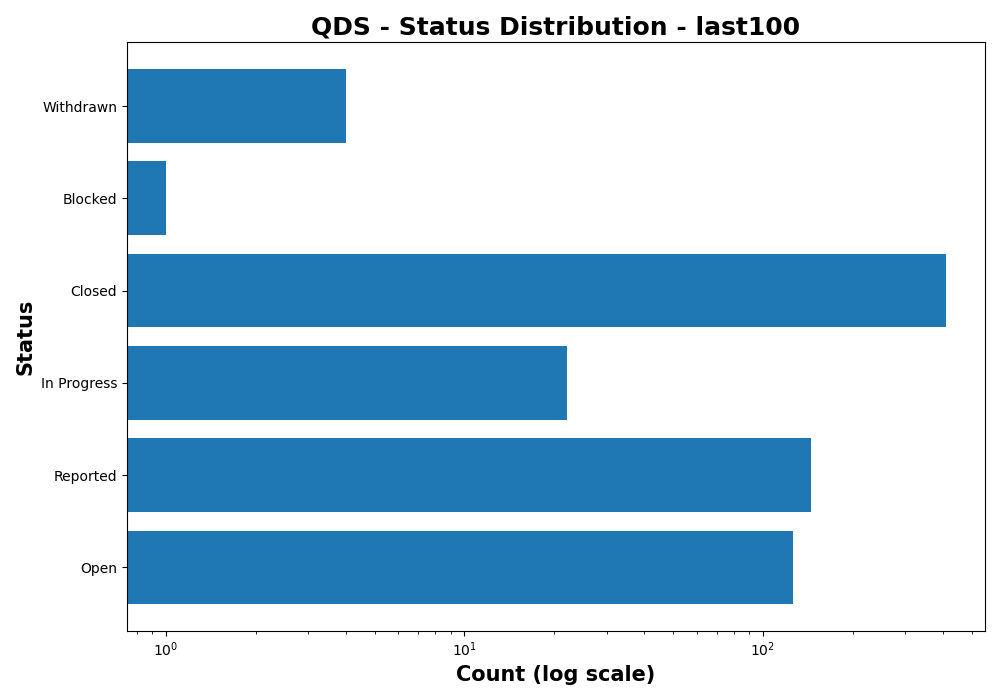 QDS - Status Distribution - last100
Status
Withdrawn
Blocked
Closed
In Progress
Reported
Open
10⁰
10¹
10²
Count (log scale)